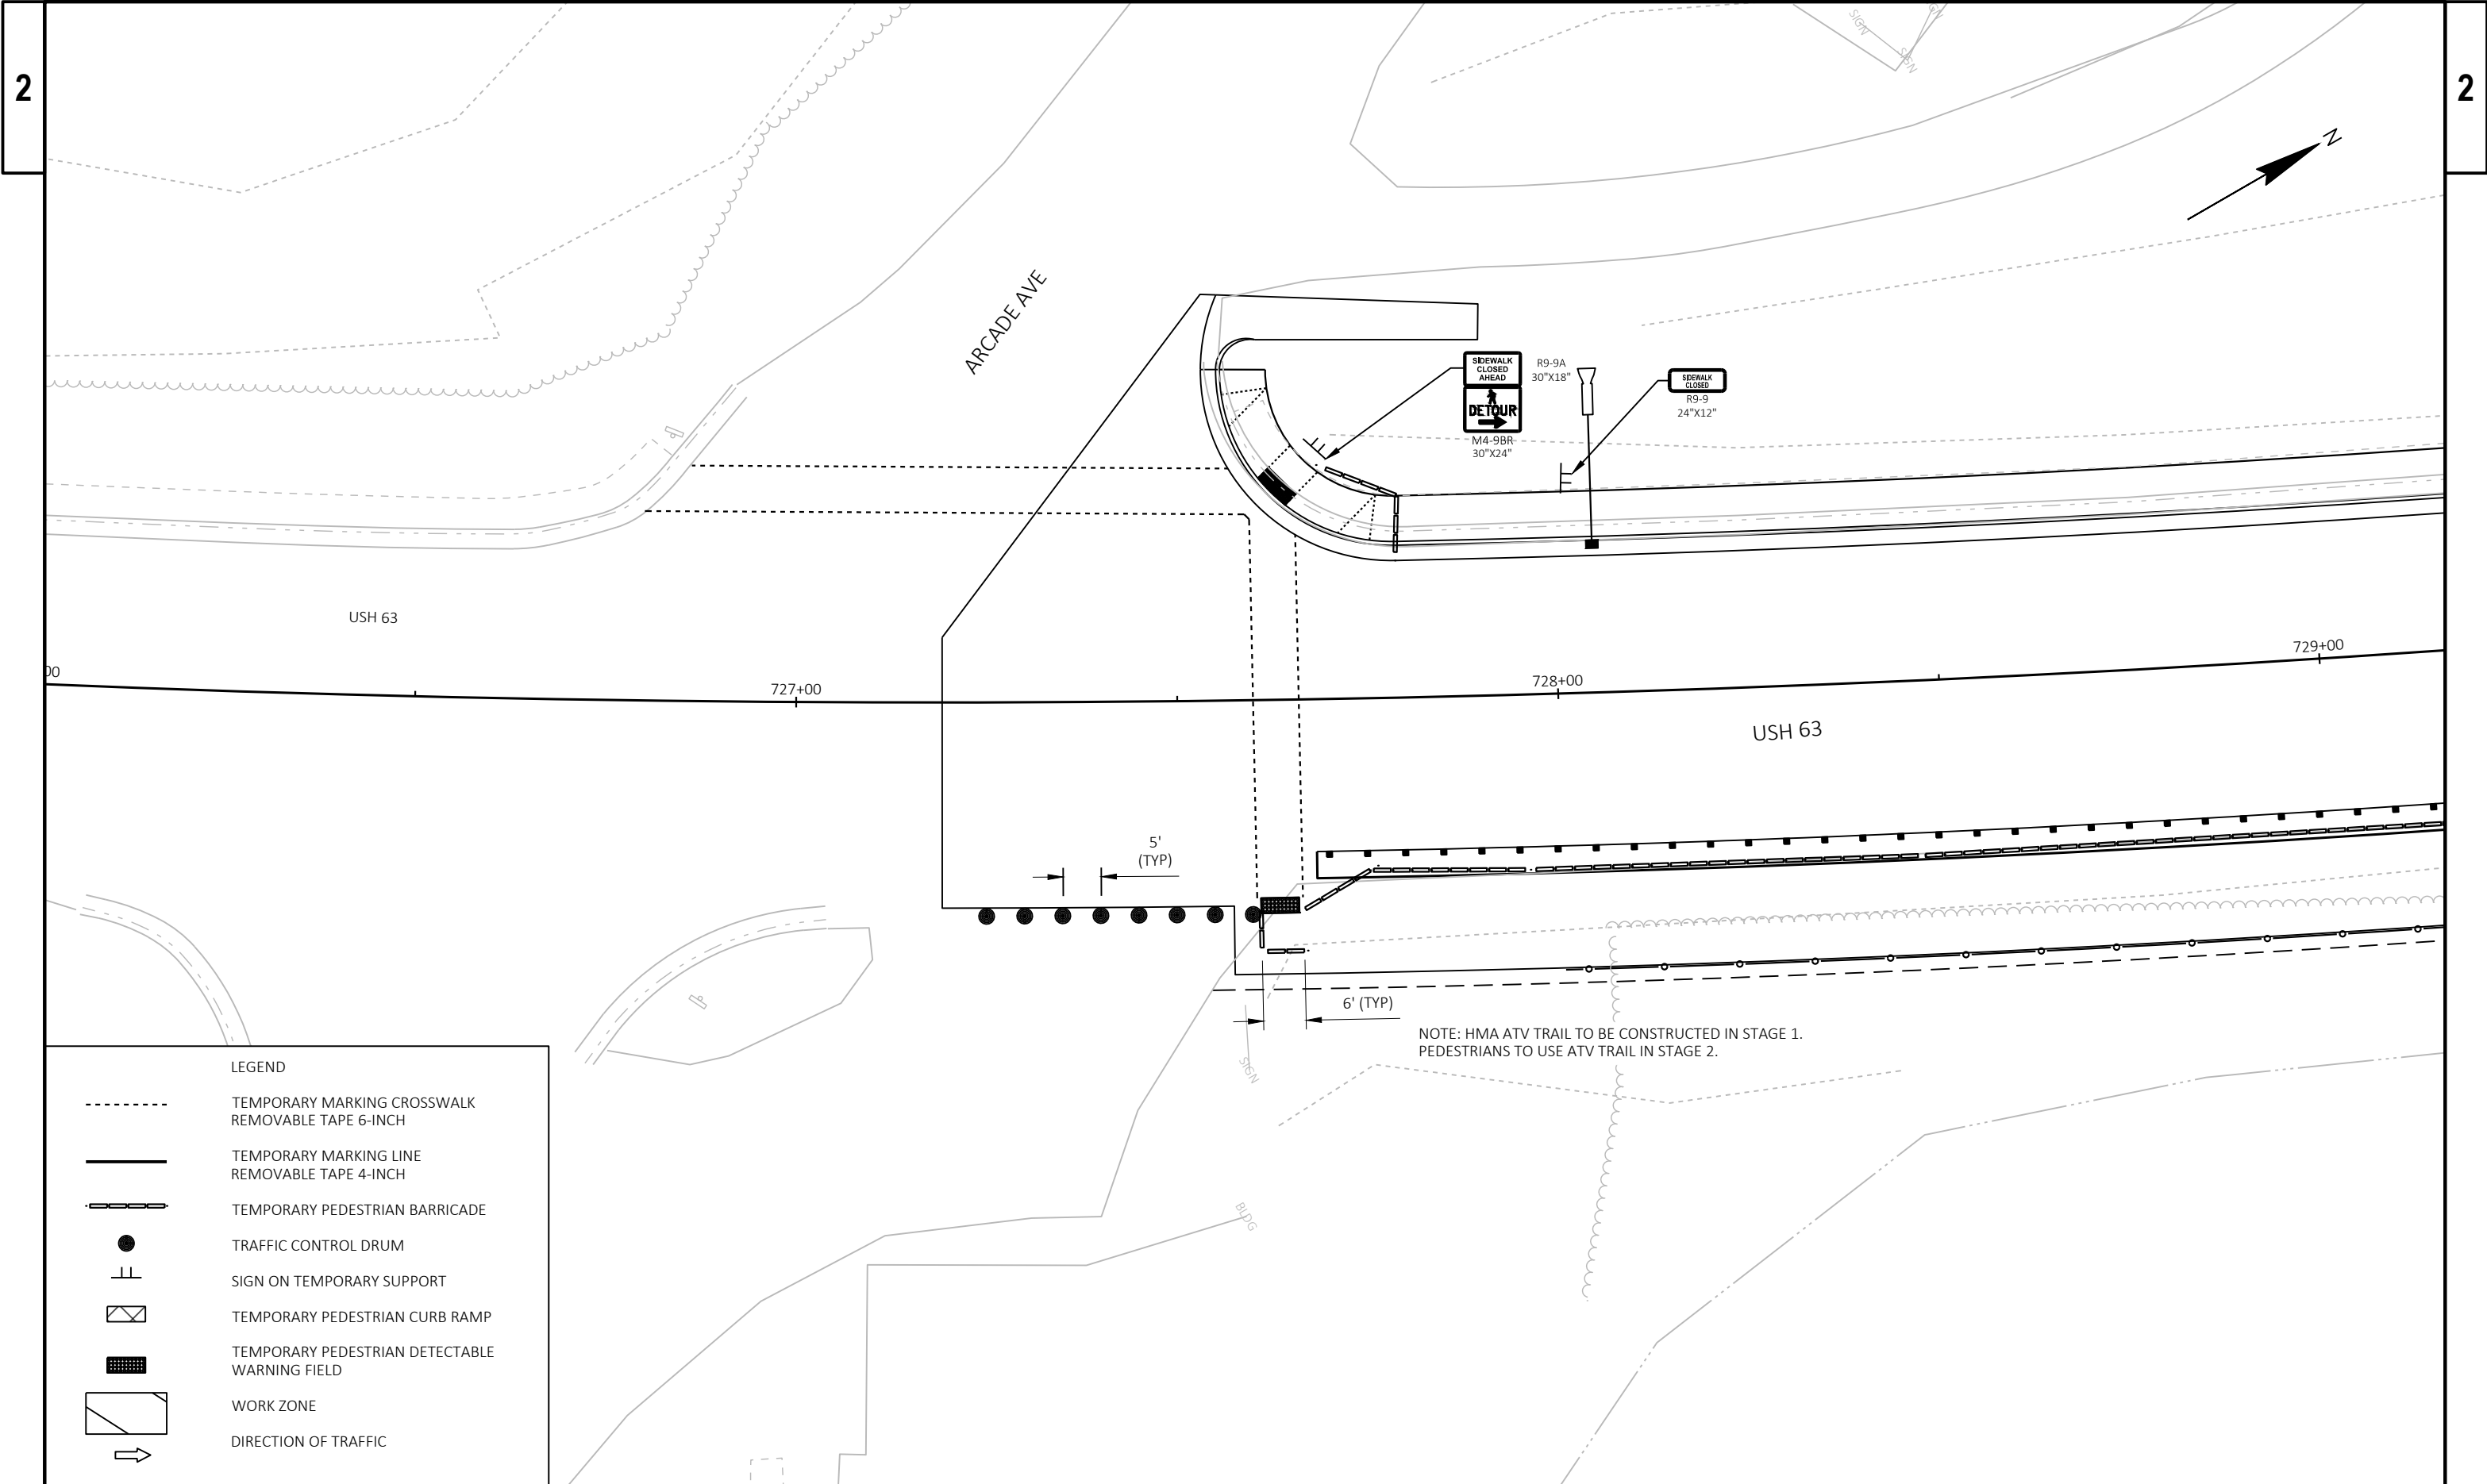 2
2
SIGN
SIGN
N
ARCADE AVE
SIDEWALK
CLOSED
AHEAD
R9-9A
30"X18"
DETOUR
M4-9BR
30"X24"
SIDEWALK
CLOSED
R9-9
24"X12"
USH 63
00
727+00
728+00
729+00
USH 63
5'
(TYP)
6' (TYP)
NOTE: HMA ATV TRAIL TO BE CONSTRUCTED IN STAGE 1.
PEDESTRIANS TO USE ATV TRAIL IN STAGE 2.
SIGN
BLDG
LEGEND
TEMPORARY MARKING CROSSWALK
REMOVABLE TAPE 6-INCH
TEMPORARY MARKING LINE
REMOVABLE TAPE 4-INCH
TEMPORARY PEDESTRIAN BARRICADE
TRAFFIC CONTROL DRUM
SIGN ON TEMPORARY SUPPORT
TEMPORARY PEDESTRIAN CURB RAMP
TEMPORARY PEDESTRIAN DETECTABLE
WARNING FIELD
WORK ZONE
DIRECTION OF TRAFFIC